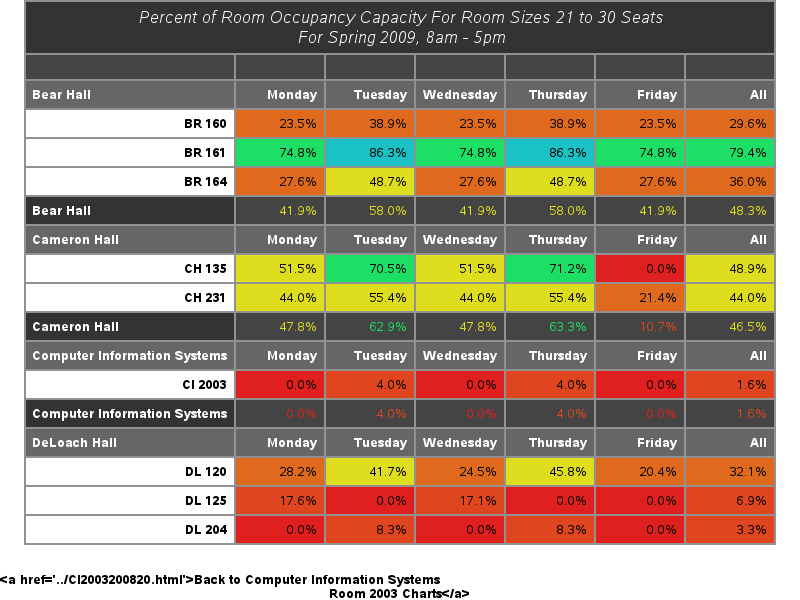 Percent of Room Occupancy Capacity For Room Sizes 21 to 30 Seats
For Spring 2009, 8am - 5pm
Bear Hall Monday Tuesday Wednesday Thursday Friday All
BR 160 23.5% 38.9% 23.5% 38.9% 23.5% 29.6%
BR 161 74.8% 86.3% 74.8% 86.3% 74.8% 79.4%
BR 164 27.6% 48.7% 27.6% 48.7% 27.6% 36.0%
Bear Hall 41.9% 58.0% 41.9% 58.0% 41.9% 48.3%
Cameron Hall Monday Tuesday Wednesday Thursday Friday All
CH 135 51.5% 70.5% 51.5% 71.2% 0.0% 48.9%
CH 231 44.0% 55.4% 44.0% 55.4% 21.4% 44.0%
Cameron Hall 47.8% 62.9% 47.8% 63.3% 10.7% 46.5%
Computer Information Systems Monday Tuesday Wednesday Thursday Friday All
CI 2003 0.0% 4.0% 0.0% 4.0% 0.0% 1.6%
Computer Information Systems 0.0% 4.0% 0.0% 4.0% 0.0% 1.6%
DeLoach Hall Monday Tuesday Wednesday Thursday Friday All
DL 120 28.2% 41.7% 24.5% 45.8% 20.4% 32.1%
DL 125 17.6% 0.0% 17.1% 0.0% 0.0% 6.9%
DL 204 0.0% 8.3% 0.0% 8.3% 0.0% 3.3%
<a href='../CI2003200820.html'>Back to Computer Information Systems
Room 2003 Charts</a>